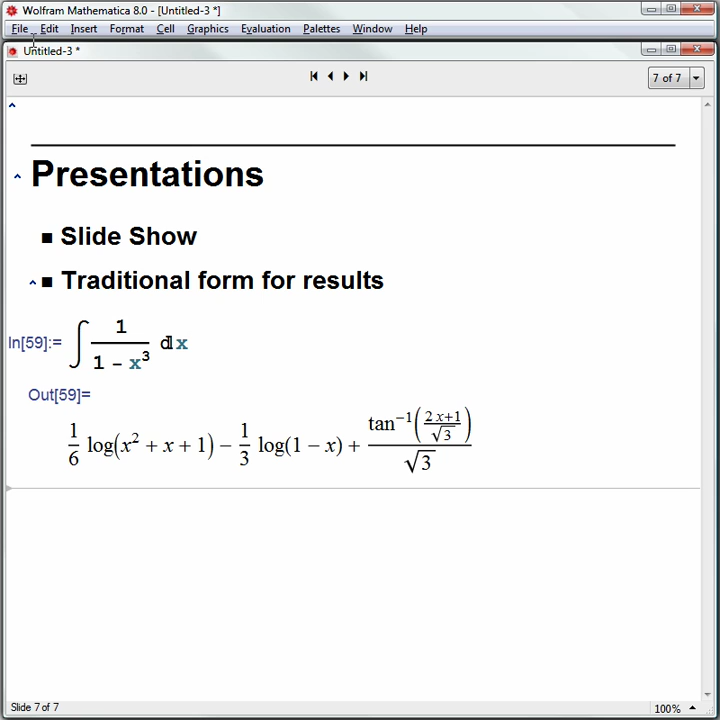 Wolfram Mathematica 8.0 - [Untitled-3 *]
File Edit Insert Format Cell Graphics Evaluation Palettes Window Help
Untitled-3 *
7 of 7
Presentations
■ Slide Show
■ Traditional form for results
In[59]:= ∫ 1/(1 - x^3) ⅆx
Out[59]=
1/6 log(x^2 + x + 1) − 1/3 log(1 − x) + tan^−1((2 x+1)/√3)/√3
Slide 7 of 7
100%